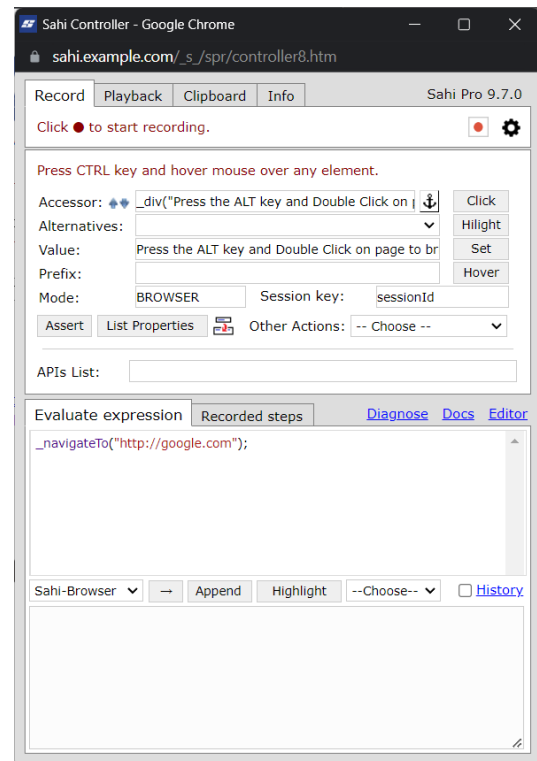 Sahi Controller - Google Chrome
sahi.example.com/_s_/spr/controller8.htm
Record Playback Clipboard Info Sahi Pro 9.7.0
Click to start recording.
Press CTRL key and hover mouse over any element.
Accessor: _div("Press the ALT key and Double Click on Click
Alternatives: Hilight
Value: Press the ALT key and Double Click on page to br Set
Prefix: Hover
Mode: BROWSER Session key: sessionId
Assert List Properties Other Actions: -- Choose --
APIs List:
Evaluate expression Recorded steps Diagnose Docs Editor
_navigateTo("http://google.com");
Sahi-Browser → Append Highlight --Choose-- History